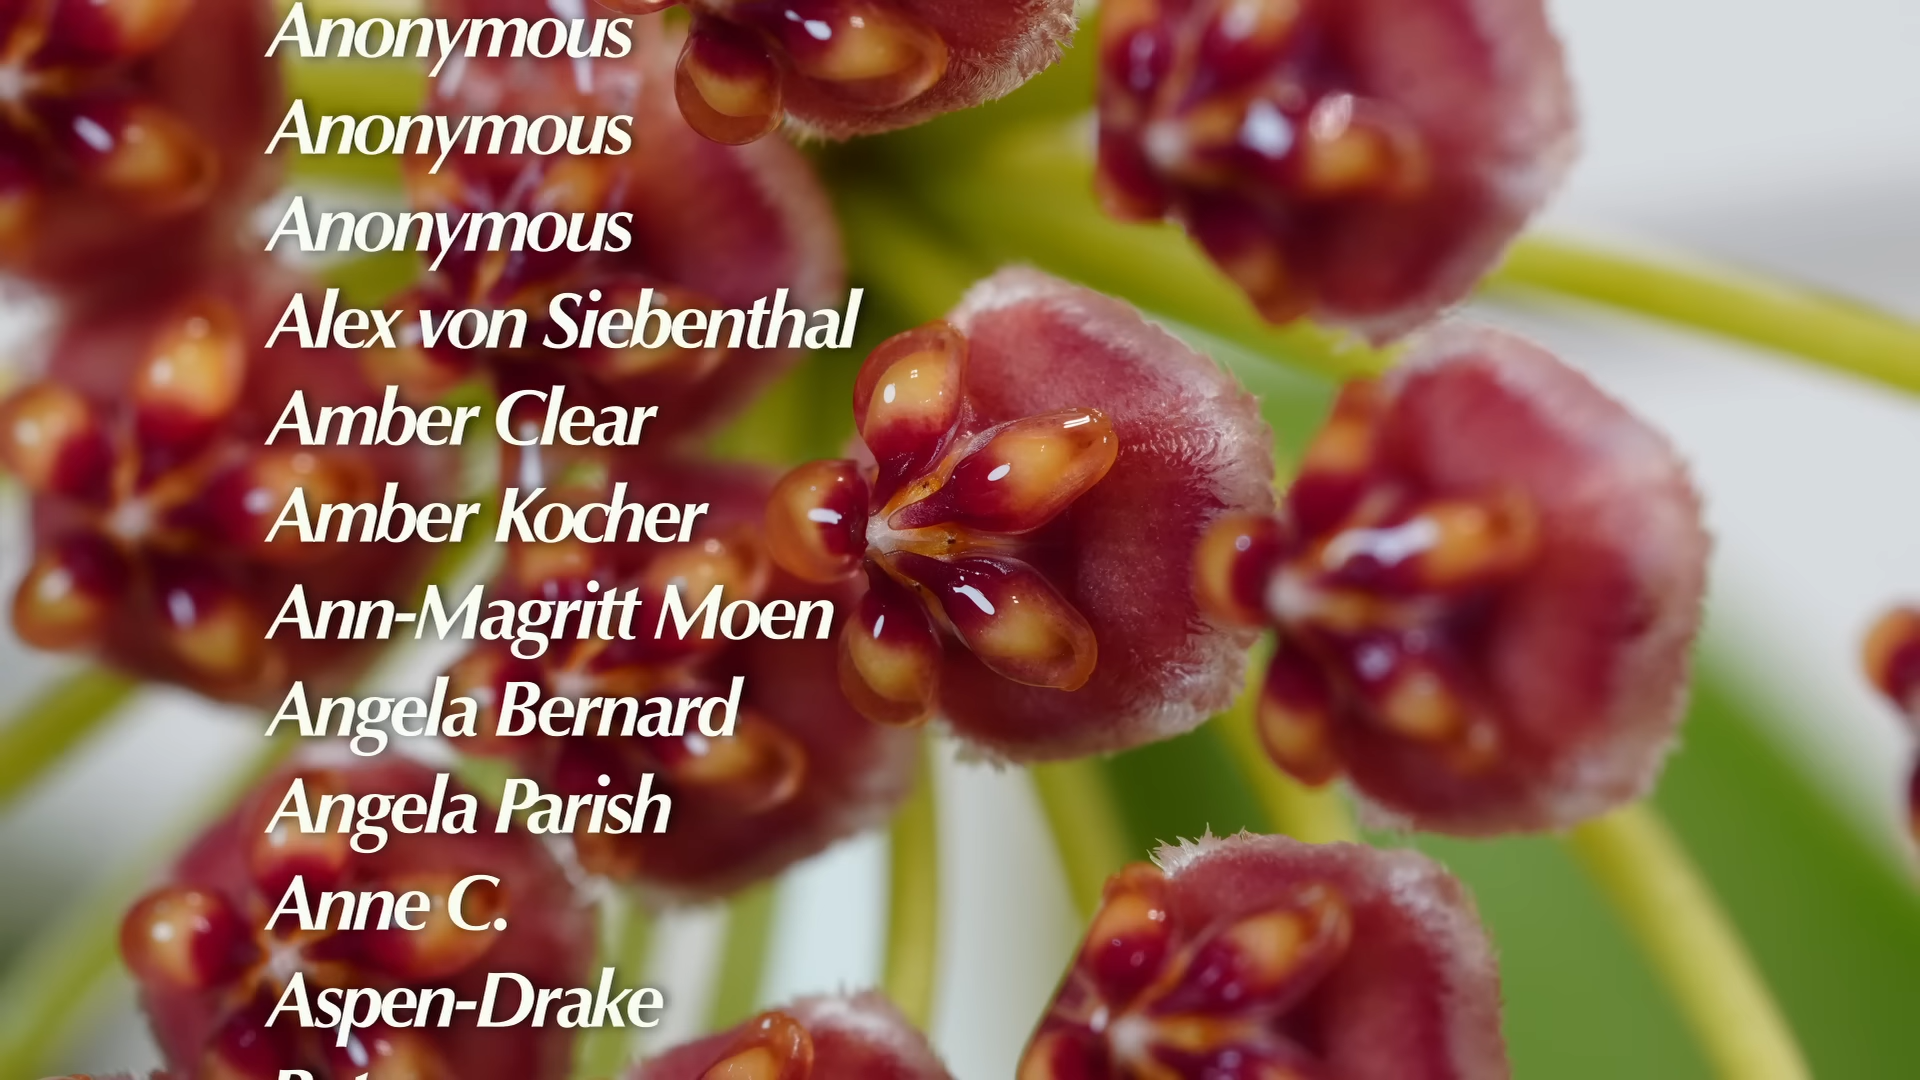 Anonymous
Anonymous
Anonymous
Alex von Siebenthal
Amber Clear
Amber Kocher
Ann-Magritt Moen
Angela Bernard
Angela Parish
Anne C.
Aspen-Drake